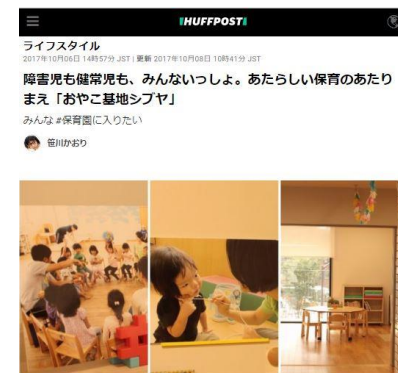 IHUFFPOSTI
ライフスタイル
2017年10月06日 14時57分 JST | 更新 2017年10月08日 10時41分 JST
障害児も健常児も、みんないっしょ。あたらしい保育のあたり
まえ「おやこ基地シブヤ」
みんな #保育園に入りたい
笹川かおり